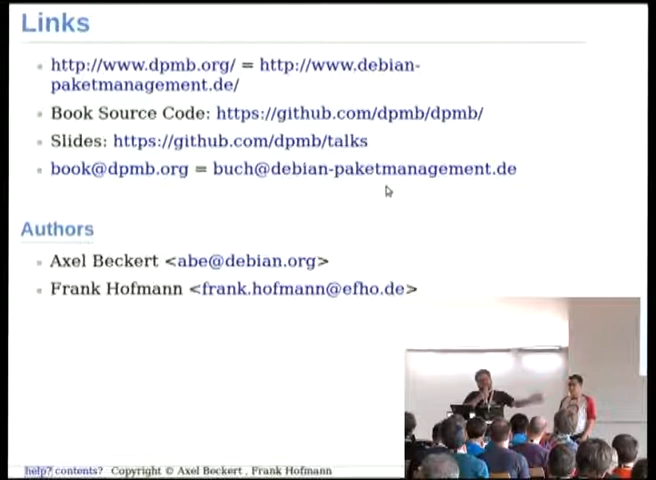 Links
http://www.dpmb.org/ = http://www.debian-
paketmanagement.de/
Book Source Code: https://github.com/dpmb/dpmb/
Slides: https://github.com/dpmb/talks
book@dpmb.org = buch@debian-paketmanagement.de
Authors
Axel Beckert <abe@debian.org>
Frank Hofmann <frank.hofmann@efho.de>
help? contents? Copyright © Axel Beckert , Frank Hofmann